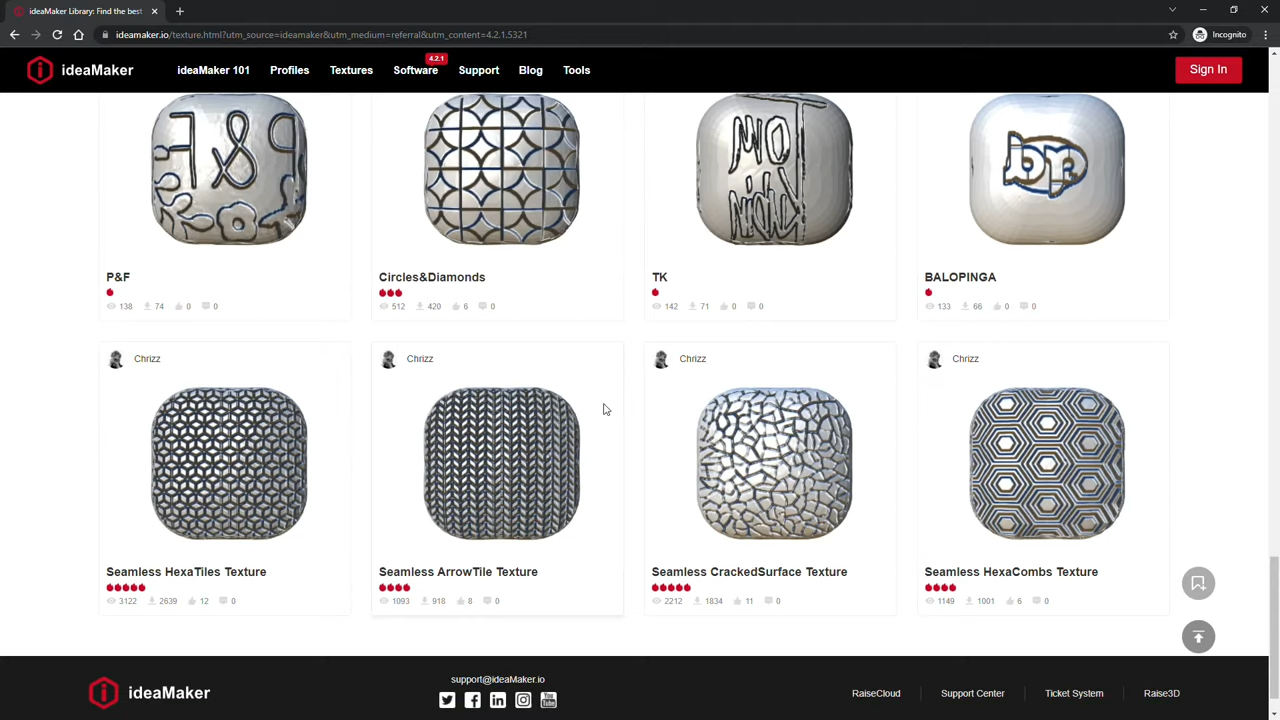 ideaMaker Library: Find the best
ideamaker.io/texture.html?utm_source=ideamaker&utm_medium=referral&utm_content=4.2.1.5321
Incognito
ideaMaker
ideaMaker 101
Profiles
Textures
Software
4.2.1
Support
Blog
Tools
Sign In
P&F
TK
bp
P&F
138 74 0 0
Circles&Diamonds
512 420 6 0
TK
142 71 0 0
BALOPINGA
133 66 0 0
Chrizz
Seamless HexaTiles Texture
3122 2639 12 0
Chrizz
Seamless ArrowTile Texture
1093 918 8 0
Chrizz
Seamless CrackedSurface Texture
2212 1834 11 0
Chrizz
Seamless HexaCombs Texture
1149 1001 6 0
ideaMaker
support@ideaMaker.io
RaiseCloud
Support Center
Ticket System
Raise3D